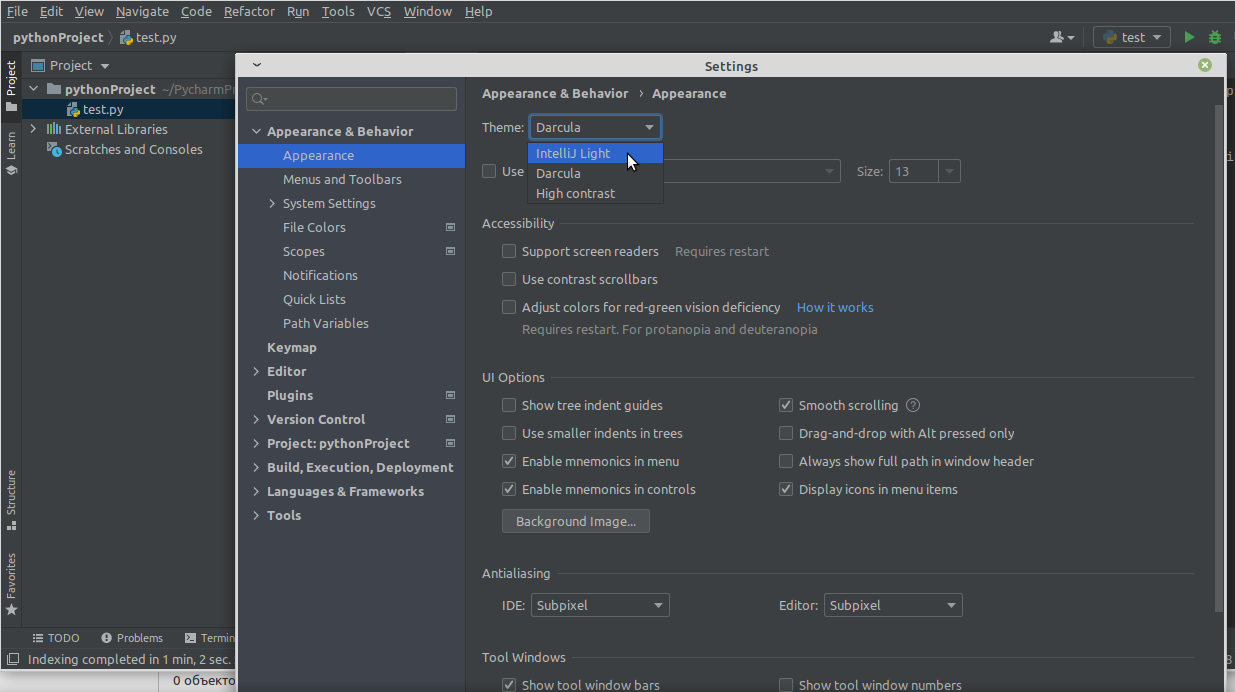 File Edit View Navigate Code Refactor Run Tools VCS Window Help
pythonProject test.py
test
Project
Project
Settings
pythonProject ~/PycharmPr
test.py
External Libraries
Scratches and Consoles
Learn
Structure
Favorites
Appearance & Behavior
Appearance
Menus and Toolbars
System Settings
File Colors
Scopes
Notifications
Quick Lists
Path Variables
Keymap
Editor
Plugins
Version Control
Project: pythonProject
Build, Execution, Deployment
Languages & Frameworks
Tools
Appearance & Behavior › Appearance
Theme: Darcula
IntelliJ Light
Darcula
High contrast
Use
Size: 13
Accessibility
Support screen readers Requires restart
Use contrast scrollbars
Adjust colors for red-green vision deficiency How it works
Requires restart. For protanopia and deuteranopia
UI Options
Show tree indent guides Smooth scrolling ?
Use smaller indents in trees Drag-and-drop with Alt pressed only
Enable mnemonics in menu Always show full path in window header
Enable mnemonics in controls Display icons in menu items
Background Image...
Antialiasing
IDE: Subpixel Editor: Subpixel
Tool Windows
Show tool window bars Show tool window numbers
TODO Problems Termin
Indexing completed in 1 min, 2 sec.
0 объекто